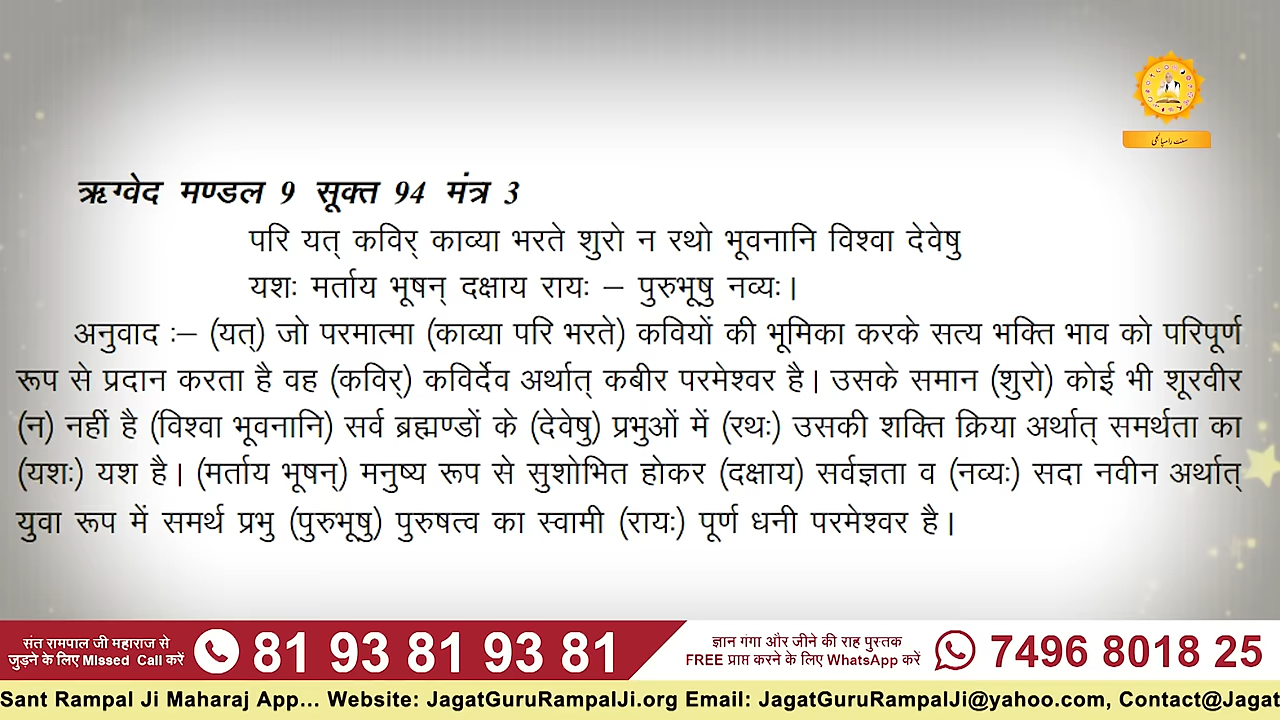 سنت رامپال جی
ऋग्वेद मण्डल 9 सूक्त 94 मंत्र 3
परि यत् कविर् काव्या भरते शुरो न रथो भूवनानि विश्वा देवेषु
यशः मर्ताय भूषन् दक्षाय रायः – पुरुभूषु नव्यः।
अनुवाद :– (यत्) जो परमात्मा (काव्या परि भरते) कवियों की भूमिका करके सत्य भक्ति भाव को परिपूर्ण
रूप से प्रदान करता है वह (कविर्) कविर्देव अर्थात् कबीर परमेश्वर है। उसके समान (शुरो) कोई भी शूरवीर
(न) नहीं है (विश्वा भूवनानि) सर्व ब्रह्मण्डों के (देवेषु) प्रभुओं में (रथः) उसकी शक्ति क्रिया अर्थात् समर्थता का
(यशः) यश है। (मर्ताय भूषन्) मनुष्य रूप से सुशोभित होकर (दक्षाय) सर्वज्ञता व (नव्यः) सदा नवीन अर्थात्
युवा रूप में समर्थ प्रभु (पुरुभूषु) पुरुषत्व का स्वामी (रायः) पूर्ण धनी परमेश्वर है।
संत रामपाल जी महाराज से
जुड़ने के लिए Missed Call करें
81 93 81 93 81
ज्ञान गंगा और जीने की राह पुस्तक
FREE प्राप्त करने के लिए WhatsApp करें
7496 8018 25
Sant Rampal Ji Maharaj App... Website: JagatGuruRampalJi.org Email: JagatGuruRampalJi@yahoo.com, Contact@Jagat